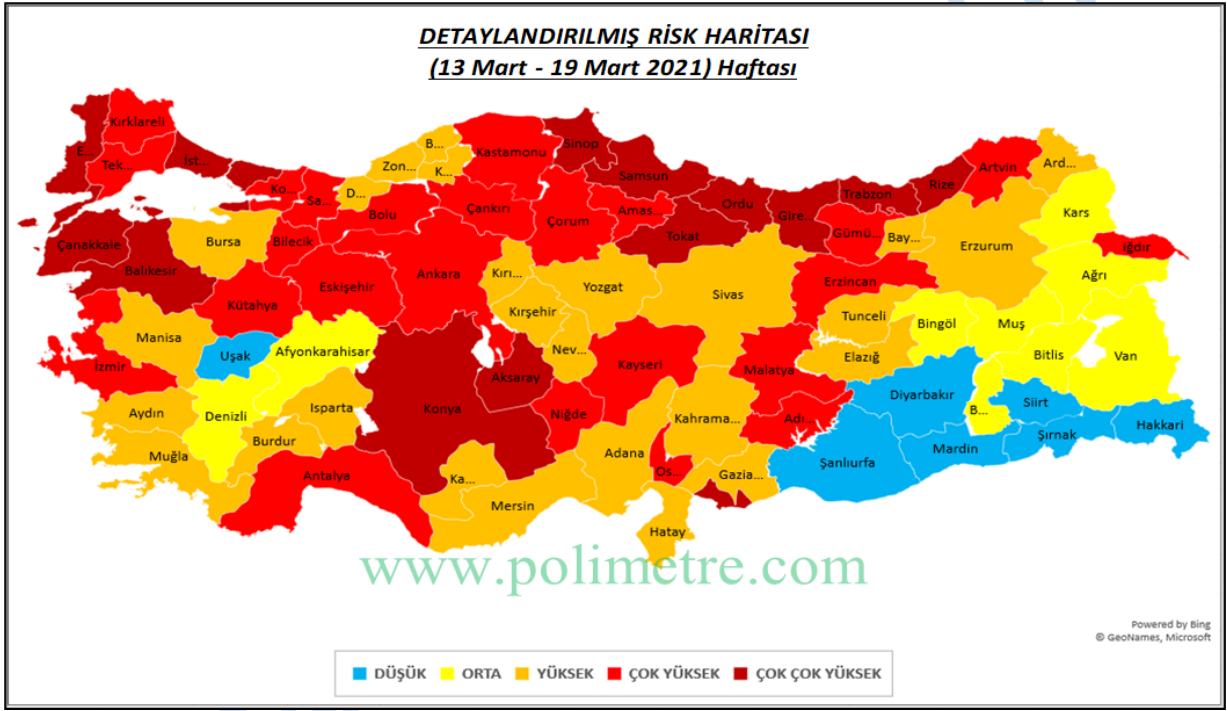 DETAYLANDIRILMIŞ RİSK HARİTASI
(13 Mart - 19 Mart 2021) Haftası
Kırklareli
E...
Tek...
İst...
Ko...
Sa...
D...
Zon...
B...
K...
Kastamonu
Sinop
Samsun
Ordu
Gire...
Trabzon
Rize
Artvin
Ard...
Kars
Iğdır
Çanakkale
Balıkesir
Bursa
Bilecik
Bolu
Çankırı
Çorum
Amas...
Tokat
Gümü...
Bay...
Erzurum
Ağrı
Kütahya
Eskişehir
Ankara
Kırı...
Yozgat
Sivas
Erzincan
Tunceli
Bingöl
Muş
Manisa
Uşak
Afyonkarahisar
Kırşehir
Nev...
Kayseri
Malatya
Elazığ
Bitlis
Van
İzmir
Aydın
Denizli
Isparta
Konya
Aksaray
Niğde
Kahrama...
Adı...
Diyarbakır
B...
Siirt
Hakkari
Muğla
Burdur
Antalya
Ka...
Mersin
Adana
Os...
Gazia...
Şanlıurfa
Mardin
Şırnak
Hatay
www.polimetre.com
Powered by Bing
© GeoNames, Microsoft
DÜŞÜK ORTA YÜKSEK ÇOK YÜKSEK ÇOK ÇOK YÜKSEK